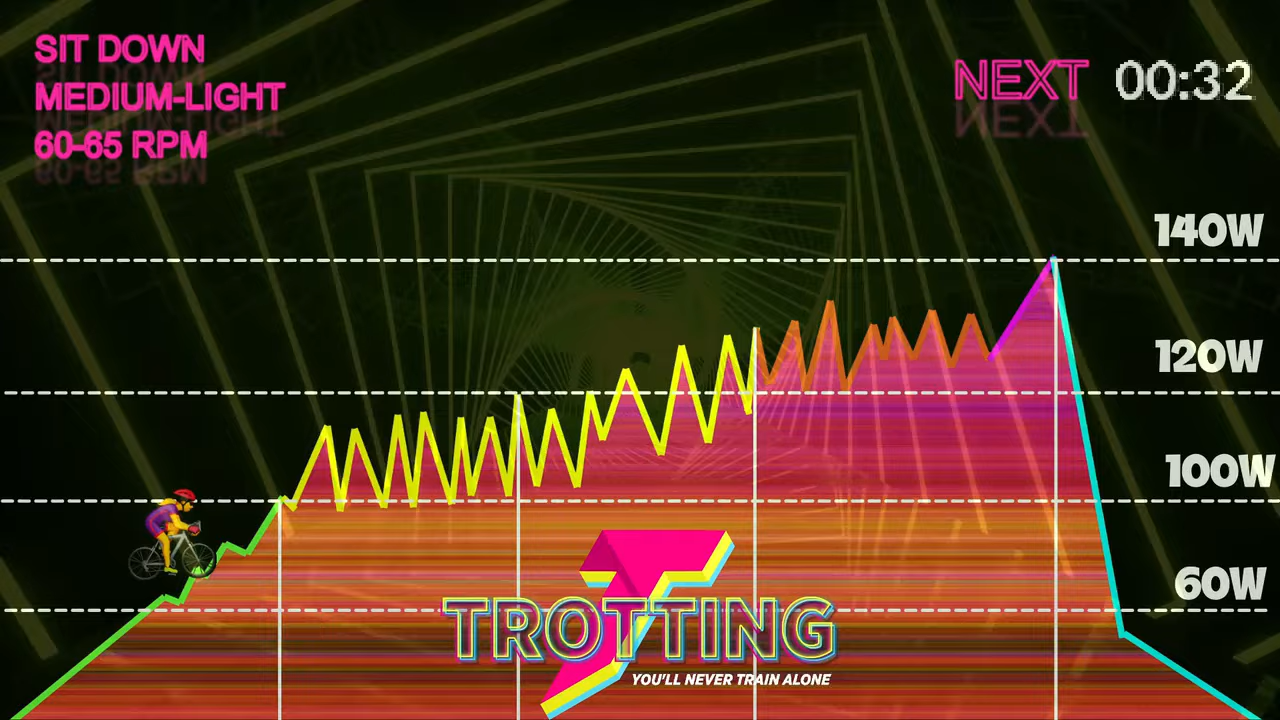 SIT DOWN
MEDIUM-LIGHT
60-65 RPM
NEXT 00:32
140W
120W
100W
60W
TROTTING
YOU'LL NEVER TRAIN ALONE